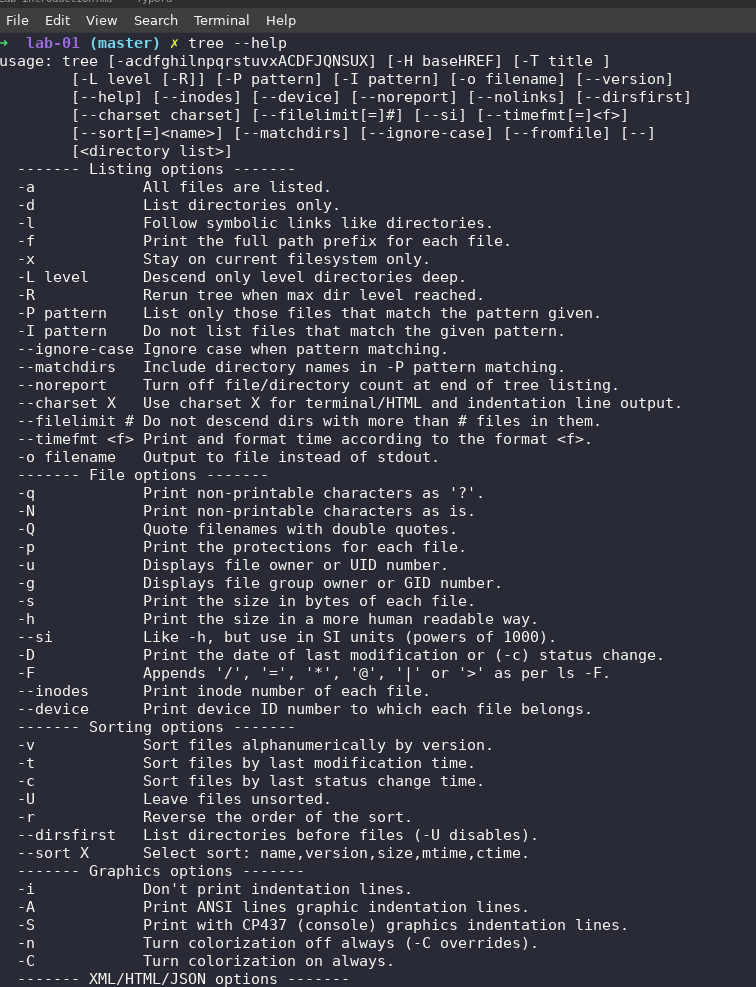 File Edit View Search Terminal Help
→ lab-01 (master) ✗ tree --help
usage: tree [-acdfghilnpqrstuvxACDFJQNSUX] [-H baseHREF] [-T title ]
        [-L level [-R]] [-P pattern] [-I pattern] [-o filename] [--version]
        [--help] [--inodes] [--device] [--noreport] [--nolinks] [--dirsfirst]
        [--charset charset] [--filelimit[=]#] [--si] [--timefmt[=]<f>]
        [--sort[=]<name>] [--matchdirs] [--ignore-case] [--fromfile] [--]
        [<directory list>]
  ------- Listing options -------
  -a            All files are listed.
  -d            List directories only.
  -l            Follow symbolic links like directories.
  -f            Print the full path prefix for each file.
  -x            Stay on current filesystem only.
  -L level      Descend only level directories deep.
  -R            Rerun tree when max dir level reached.
  -P pattern    List only those files that match the pattern given.
  -I pattern    Do not list files that match the given pattern.
  --ignore-case Ignore case when pattern matching.
  --matchdirs   Include directory names in -P pattern matching.
  --noreport    Turn off file/directory count at end of tree listing.
  --charset X   Use charset X for terminal/HTML and indentation line output.
  --filelimit # Do not descend dirs with more than # files in them.
  --timefmt <f> Print and format time according to the format <f>.
  -o filename   Output to file instead of stdout.
  ------- File options -------
  -q            Print non-printable characters as '?'.
  -N            Print non-printable characters as is.
  -Q            Quote filenames with double quotes.
  -p            Print the protections for each file.
  -u            Displays file owner or UID number.
  -g            Displays file group owner or GID number.
  -s            Print the size in bytes of each file.
  -h            Print the size in a more human readable way.
  --si          Like -h, but use in SI units (powers of 1000).
  -D            Print the date of last modification or (-c) status change.
  -F            Appends '/', '=', '*', '@', '|' or '>' as per ls -F.
  --inodes      Print inode number of each file.
  --device      Print device ID number to which each file belongs.
  ------- Sorting options -------
  -v            Sort files alphanumerically by version.
  -t            Sort files by last modification time.
  -c            Sort files by last status change time.
  -U            Leave files unsorted.
  -r            Reverse the order of the sort.
  --dirsfirst   List directories before files (-U disables).
  --sort X      Select sort: name,version,size,mtime,ctime.
  ------- Graphics options -------
  -i            Don't print indentation lines.
  -A            Print ANSI lines graphic indentation lines.
  -S            Print with CP437 (console) graphics indentation lines.
  -n            Turn colorization off always (-C overrides).
  -C            Turn colorization on always.
  ------- XML/HTML/JSON options -------